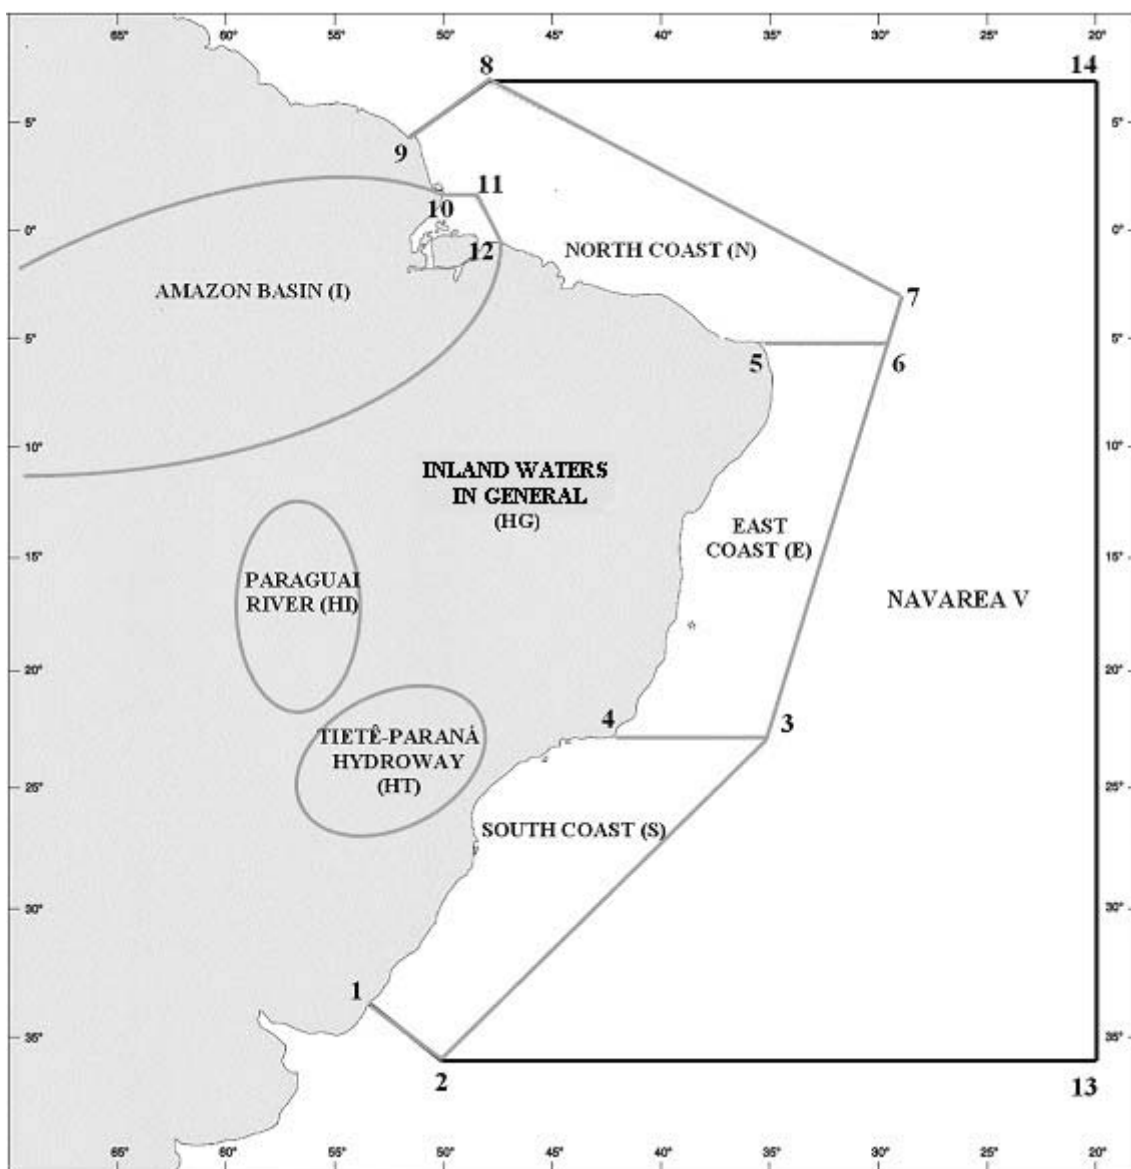 65° 60° 55° 50° 45° 40° 35° 30° 25° 20°
8 14
5° 5°
9
11
10
0° 0°
12 NORTH COAST (N)
AMAZON BASIN (I)
7
5° 5°
5 6
10° 10°
INLAND WATERS
IN GENERAL
(HG)
EAST
COAST (E)
15° 15°
PARAGUAI
RIVER (HI)
NAVAREA V
20° 20°
4 3
TIETÊ-PARANÁ
HYDROWAY
(HT)
25° 25°
SOUTH COAST (S)
30° 30°
1
35° 35°
2 13
65° 60° 55° 50° 45° 40° 35° 30° 25° 20°